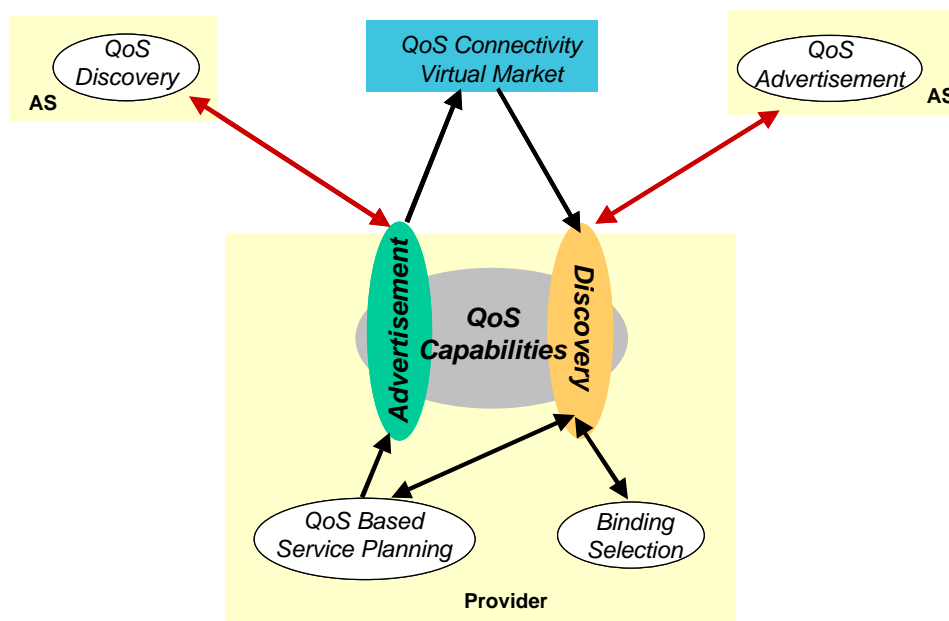 QoS
Discovery
AS
QoS Connectivity
Virtual Market
QoS
Advertisement
AS
Advertisement
QoS
Capabilities
Discovery
QoS Based
Service Planning
Binding
Selection
Provider